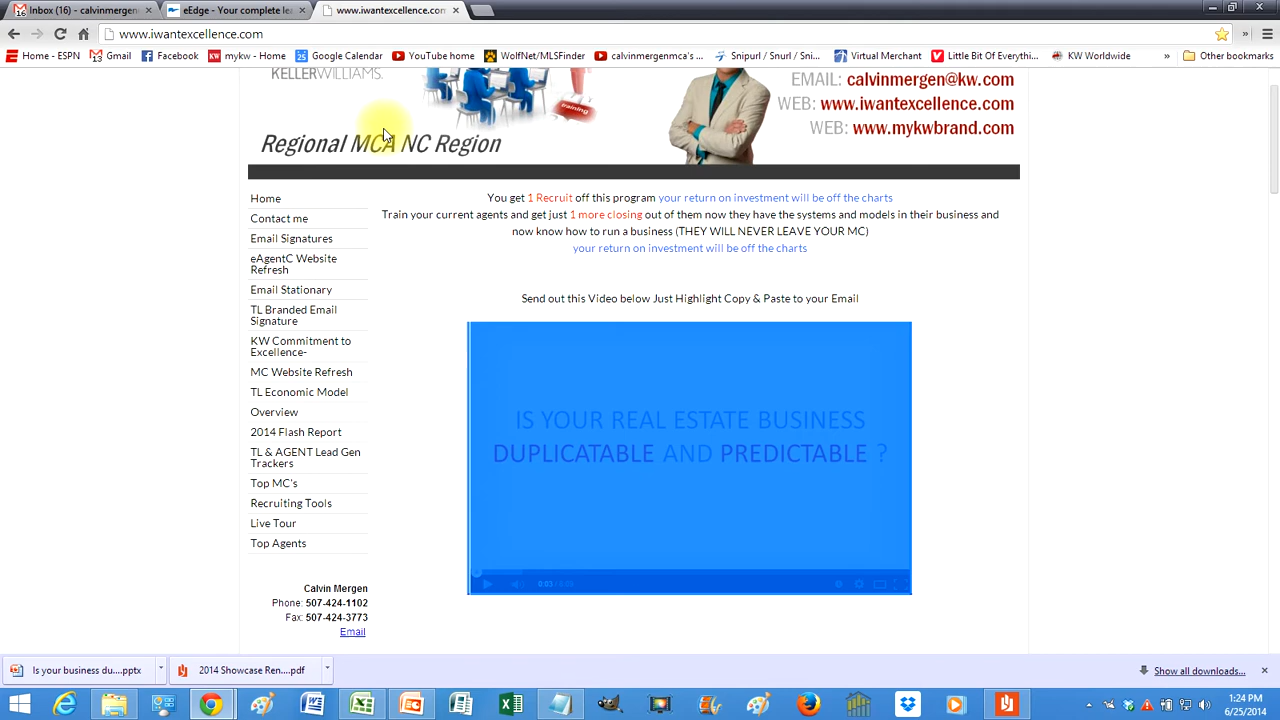 Inbox (16) - calvinmergen
eEdge - Your complete le
www.iwantexcellence.com
www.iwantexcellence.com
Home - ESPN
Gmail
Facebook
mykw - Home
Google Calendar
YouTube home
WolfNet/MLSFinder
calvinmergenmca's ...
Snipurl / Snurl / Sni...
Virtual Merchant
Little Bit Of Everythi...
KW Worldwide
Other bookmarks
KELLERWILLIAMS.
training
Regional MCA NC Region
EMAIL: calvinmergen@kw.com
WEB: www.iwantexcellence.com
WEB: www.mykwbrand.com
Home
Contact me
Email Signatures
eAgentC Website
Refresh
Email Stationary
TL Branded Email
Signature
KW Commitment to
Excellence-
MC Website Refresh
TL Economic Model
Overview
2014 Flash Report
TL & AGENT Lead Gen
Trackers
Top MC's
Recruiting Tools
Live Tour
Top Agents
Calvin Mergen
Phone: 507-424-1102
Fax: 507-424-3773
Email
You get 1 Recruit off this program your return on investment will be off the charts
Train your current agents and get just 1 more closing out of them now they have the systems and models in their business and
now know how to run a business (THEY WILL NEVER LEAVE YOUR MC)
your return on investment will be off the charts
Send out this Video below Just Highlight Copy & Paste to your Email
IS YOUR REAL ESTATE BUSINESS
DUPLICATABLE AND PREDICTABLE ?
0:03 / 0:09
Is your business du....pptx
2014 Showcase Ren....pdf
Show all downloads...
1:24 PM
6/25/2014